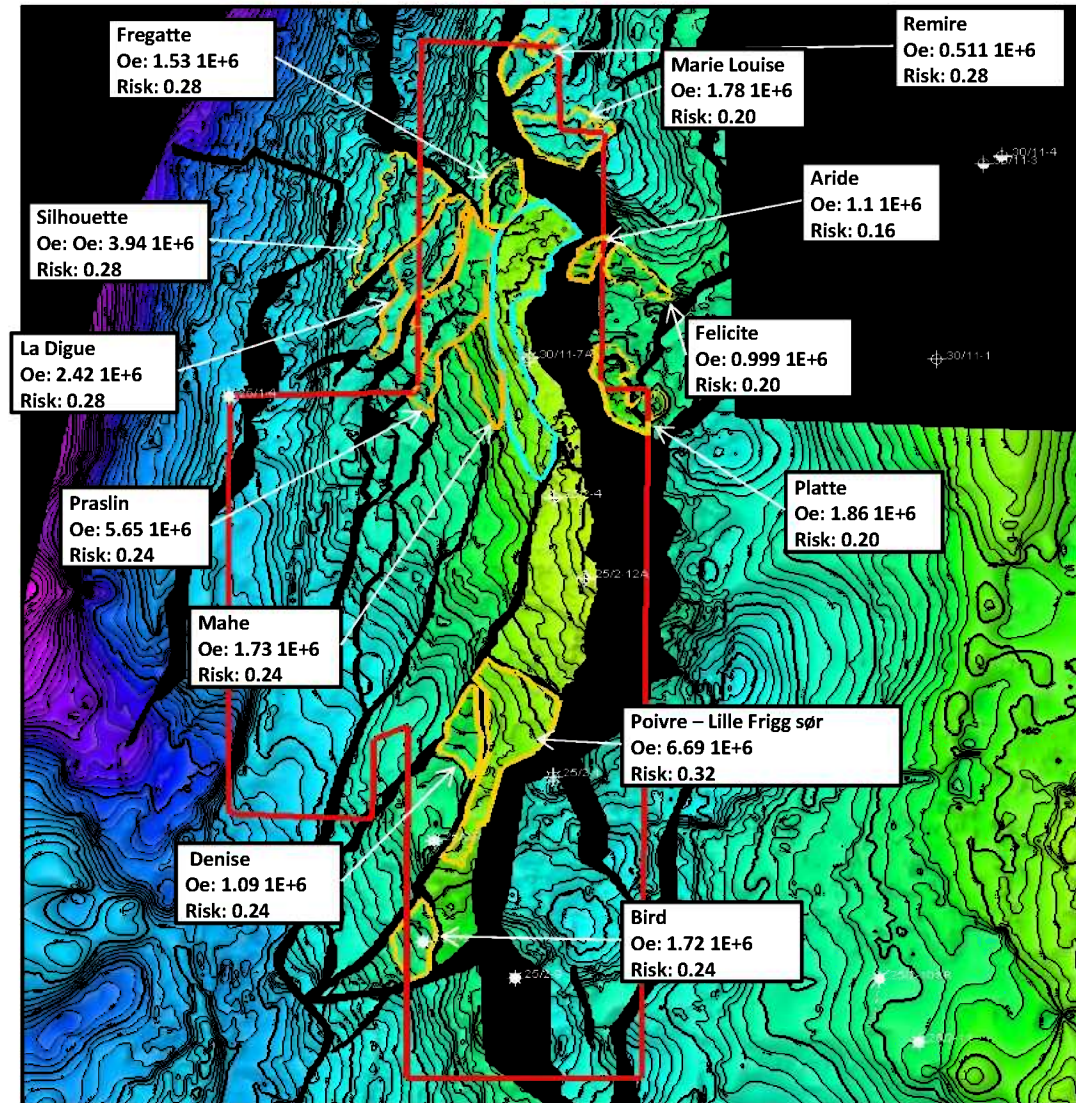 Fregatte
Oe: 1.53 1E+6
Risk: 0.28
Remire
Oe: 0.511 1E+6
Risk: 0.28
Marie Louise
Oe: 1.78 1E+6
Risk: 0.20
30/11-4
30/11-3
Aride
Oe: 1.1 1E+6
Risk: 0.16
Silhouette
Oe: Oe: 3.94 1E+6
Risk: 0.28
La Digue
Oe: 2.42 1E+6
Risk: 0.28
Felicite
Oe: 0.999 1E+6
Risk: 0.20
30/11-7A
30/11-1
25/1-4
Praslin
Oe: 5.65 1E+6
Risk: 0.24
Platte
Oe: 1.86 1E+6
Risk: 0.20
25/2-12A
Mahe
Oe: 1.73 1E+6
Risk: 0.24
Poivre – Lille Frigg sør
Oe: 6.69 1E+6
Risk: 0.32
Denise
Oe: 1.09 1E+6
Risk: 0.24
Bird
Oe: 1.72 1E+6
Risk: 0.24